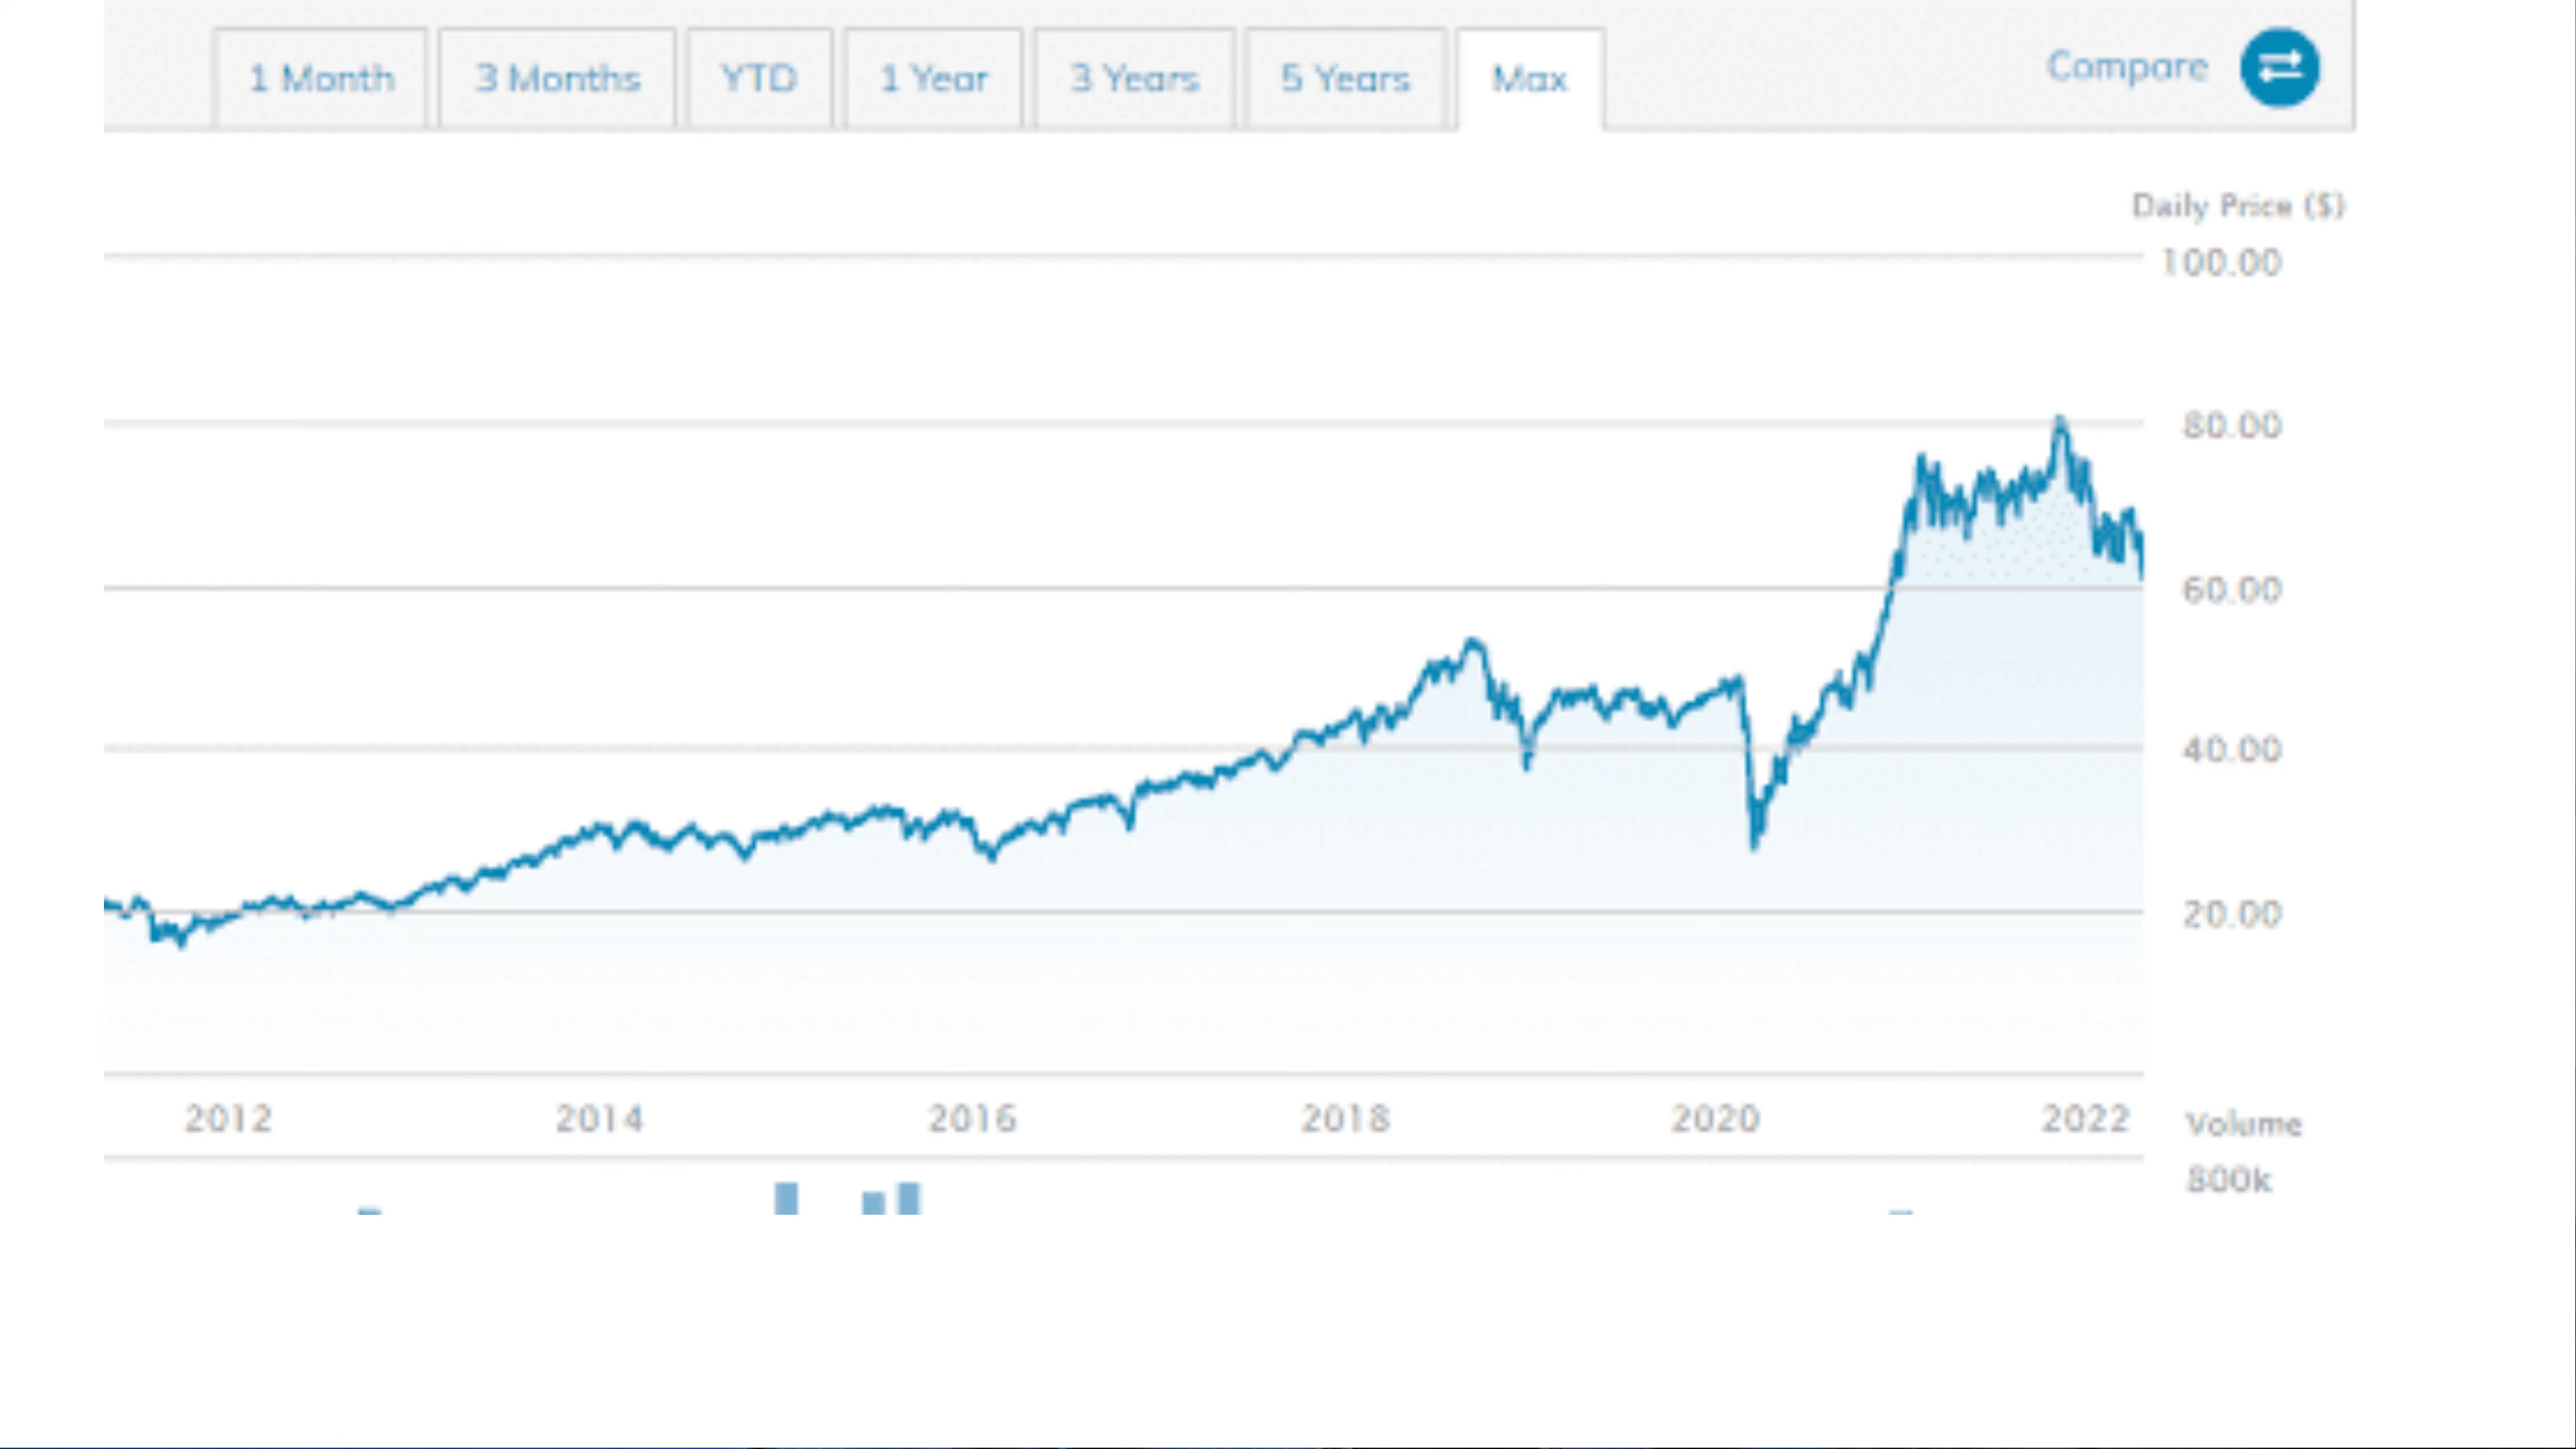 1 Month 3 Months YTD 1 Year 3 Years 5 Years Max Compare
Daily Price ($)
100.00
80.00
60.00
40.00
20.00
2012 2014 2016 2018 2020 2022 Volume
800k